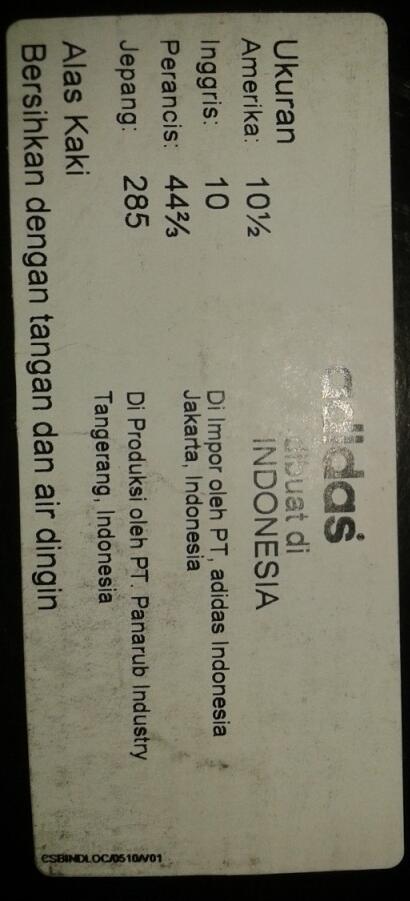 adidas
dibuat di
INDONESIA
Ukuran
Amerika: 10½
Inggris: 10
Perancis: 44⅔
Jepang: 285
Di Impor oleh PT, adidas Indonesia
Jakarta, Indonesia
Di Produksi oleh PT. Panarub Industry
Tangerang, Indonesia
Alas Kaki
Bersihkan dengan tangan dan air dingin
CSBINDLOC/0510/V01